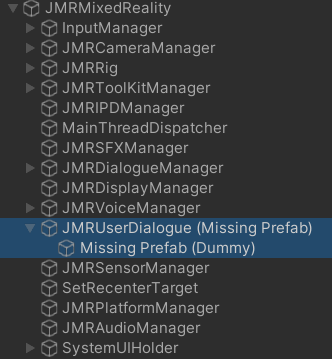 JMRMixedReality
InputManager
JMRCameraManager
JMRRig
JMRToolKitManager
JMRIPDManager
MainThreadDispatcher
JMRSFXManager
JMRDialogueManager
JMRDisplayManager
JMRVoiceManager
JMRUserDialogue (Missing Prefab)
Missing Prefab (Dummy)
JMRSensorManager
SetRecenterTarget
JMRPlatformManager
JMRAudioManager
SystemUIHolder